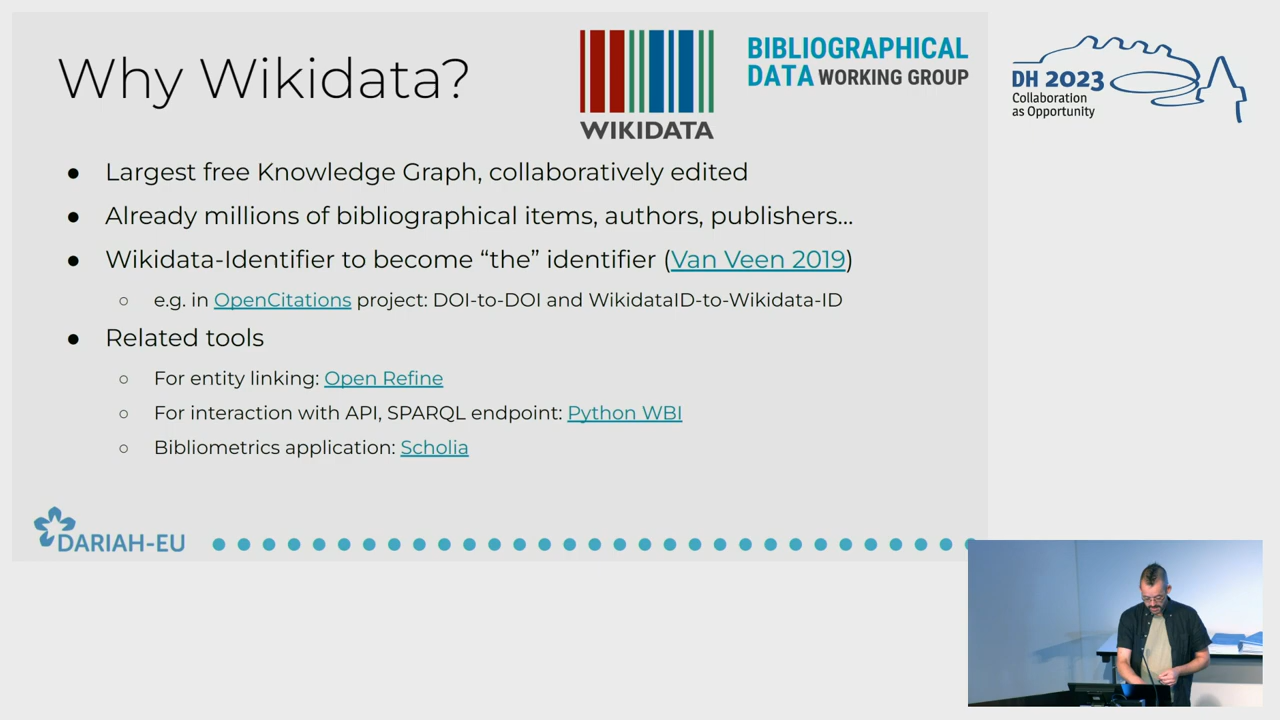 Why Wikidata?
WIKIDATA
BIBLIOGRAPHICAL
DATA WORKING GROUP
DH 2023
Collaboration
as Opportunity
● Largest free Knowledge Graph, collaboratively edited
● Already millions of bibliographical items, authors, publishers...
● Wikidata-Identifier to become “the” identifier (Van Veen 2019)
○ e.g. in OpenCitations project: DOI-to-DOI and WikidataID-to-Wikidata-ID
● Related tools
○ For entity linking: Open Refine
○ For interaction with API, SPARQL endpoint: Python WBI
○ Bibliometrics application: Scholia
DARIAH-EU